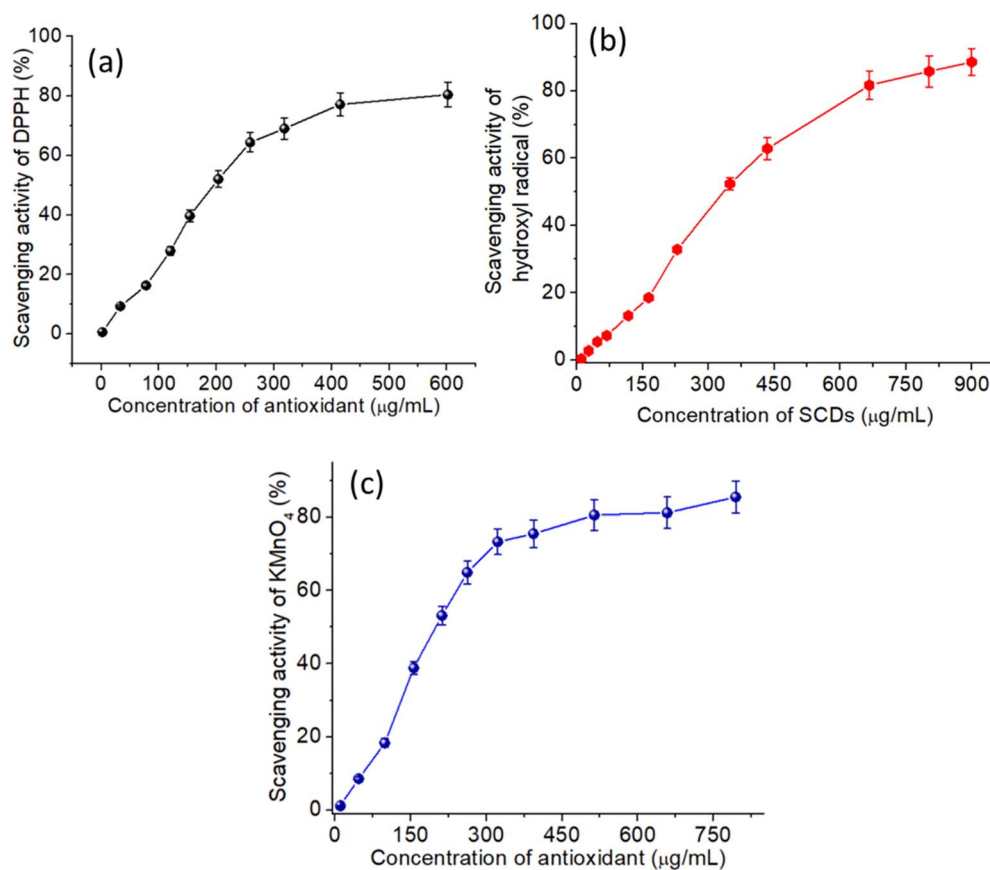 (a)
Scavenging activity of DPPH (%)
100
80
60
40
20
0
0 100 200 300 400 500 600
Concentration of antioxidant (μg/mL)
(b)
Scavenging activity of
hydroxyl radical (%)
100
80
60
40
20
0
0 150 300 450 600 750 900
Concentration of SCDs (μg/mL)
(c)
Scavenging activity of KMnO₄ (%)
80
60
40
20
0
0 150 300 450 600 750
Concentration of antioxidant (μg/mL)